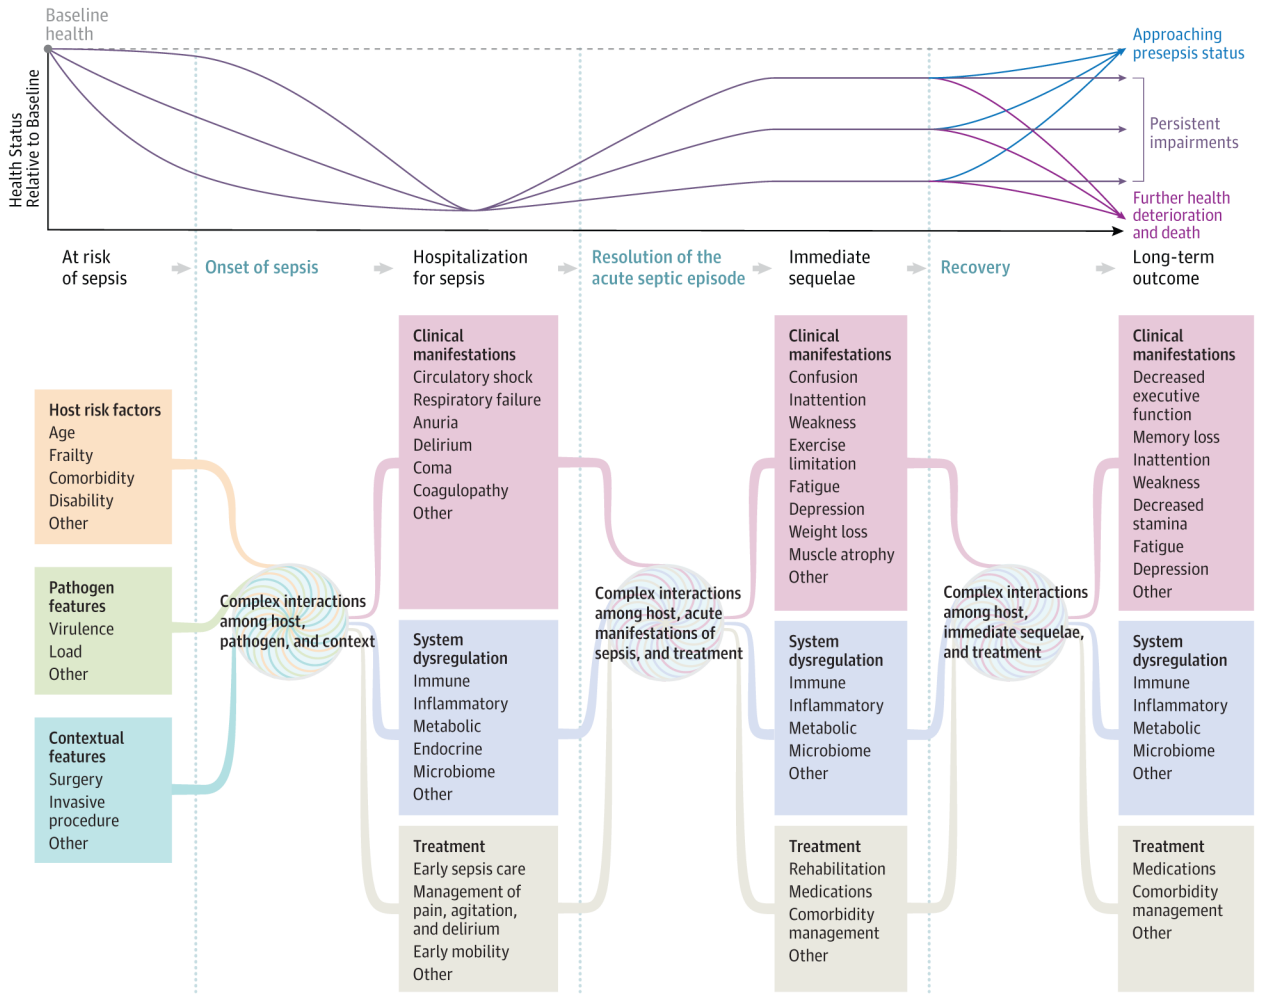 Baseline
health
Health Status
Relative to Baseline
Approaching
presepsis status
Persistent
impairments
Further health
deterioration
and death
At risk
of sepsis
Onset of sepsis
Hospitalization
for sepsis
Resolution of the
acute septic episode
Immediate
sequelae
Recovery
Long-term
outcome
Host risk factors
Age
Frailty
Comorbidity
Disability
Other
Pathogen
features
Virulence
Load
Other
Contextual
features
Surgery
Invasive
procedure
Other
Complex interactions
among host,
pathogen, and context
Clinical
manifestations
Circulatory shock
Respiratory failure
Anuria
Delirium
Coma
Coagulopathy
Other
System
dysregulation
Immune
Inflammatory
Metabolic
Endocrine
Microbiome
Other
Treatment
Early sepsis care
Management of
pain, agitation,
and delirium
Early mobility
Other
Complex interactions
among host, acute
manifestations of
sepsis, and treatment
Clinical
manifestations
Confusion
Inattention
Weakness
Exercise
limitation
Fatigue
Depression
Weight loss
Muscle atrophy
Other
System
dysregulation
Immune
Inflammatory
Metabolic
Microbiome
Other
Treatment
Rehabilitation
Medications
Comorbidity
management
Other
Complex interactions
among host,
immediate sequelae,
and treatment
Clinical
manifestations
Decreased
executive
function
Memory loss
Inattention
Weakness
Decreased
stamina
Fatigue
Depression
Other
System
dysregulation
Immune
Inflammatory
Metabolic
Microbiome
Other
Treatment
Medications
Comorbidity
management
Other